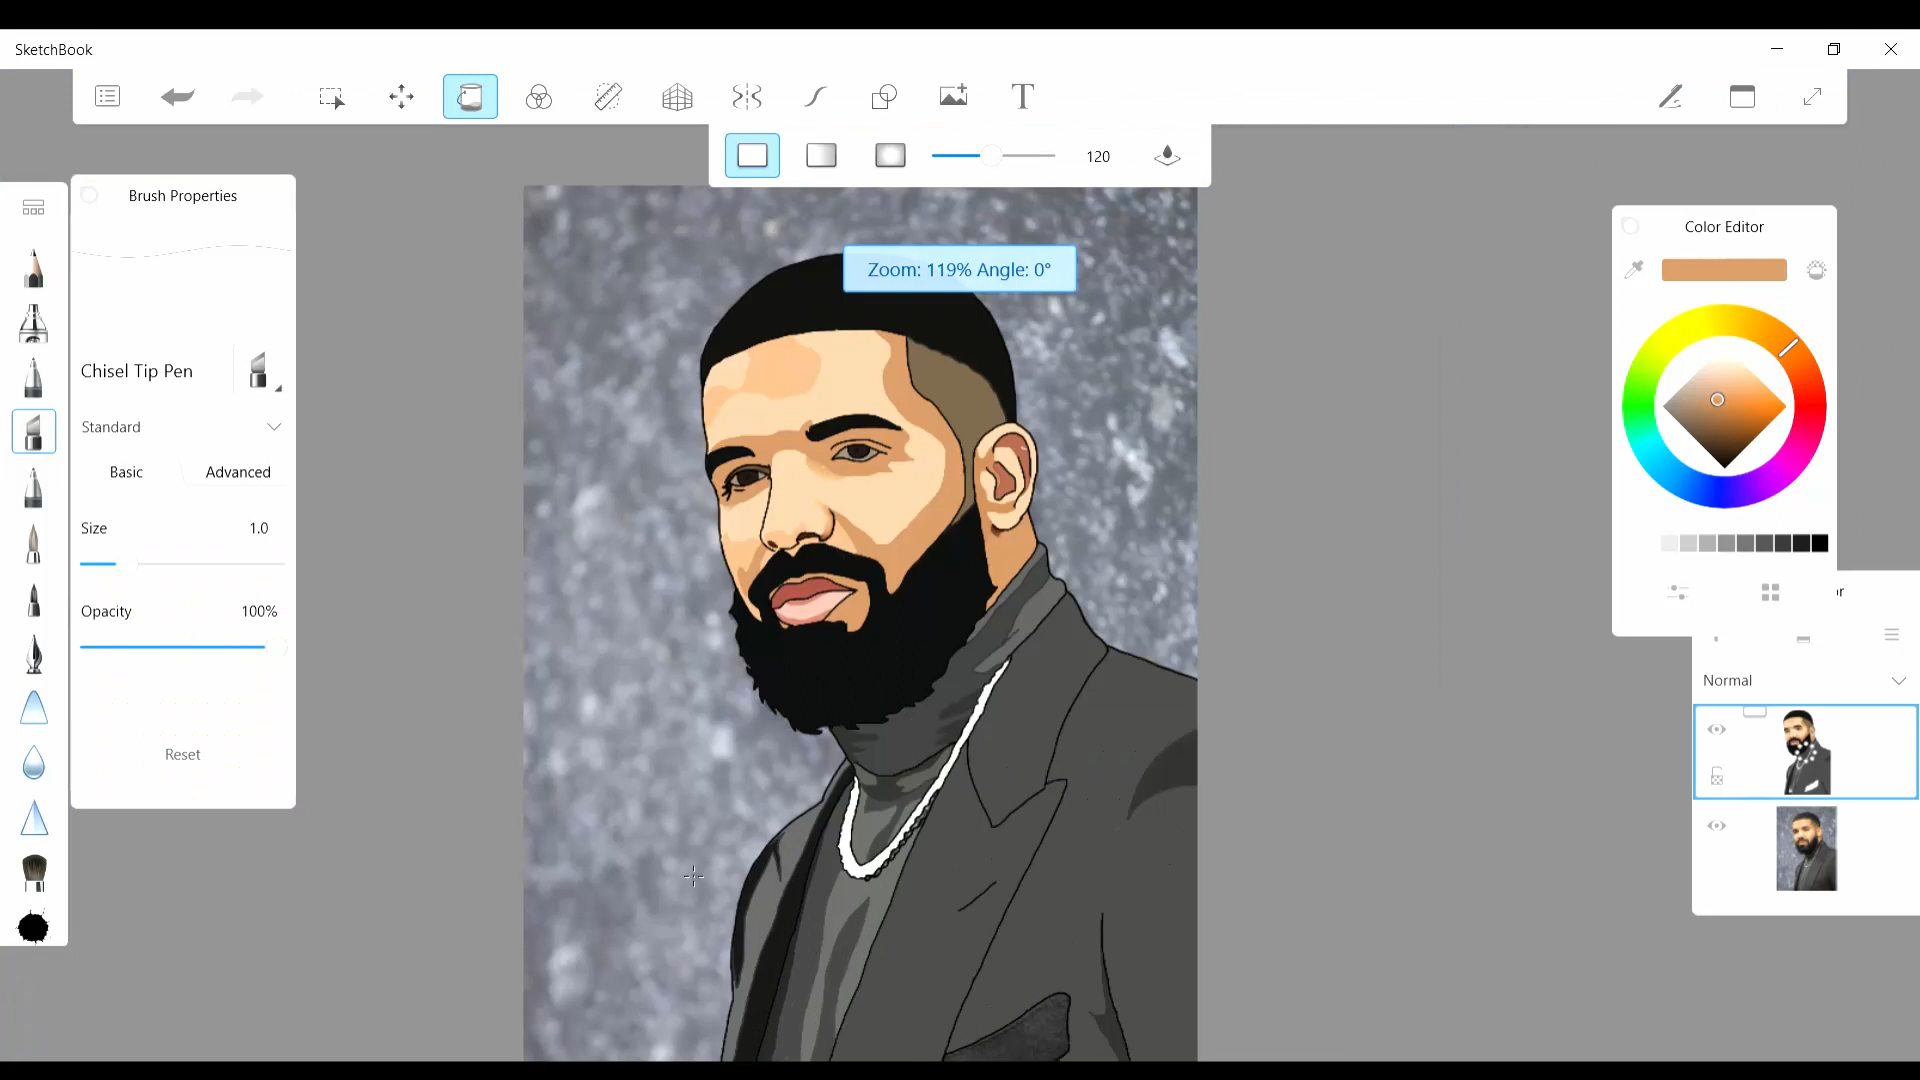 SketchBook
T
120
Brush Properties
Zoom: 119% Angle: 0°
Color Editor
Chisel Tip Pen
Standard
Basic Advanced
Size 1.0
Opacity 100%
Reset
Normal